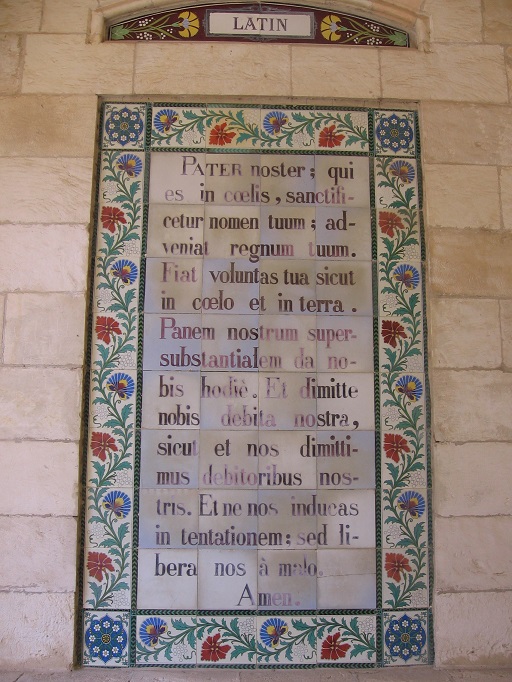 LATIN
PATER noster; qui
es in cœlis, sanctifi-
cetur nomen tuum; ad-
veniat regnum tuum.
Fiat voluntas tua sicut
in cœlo et in terra.
Panem nostrum super-
substantialem da no-
bis hodiè. Et dimitte
nobis debita nostra,
sicut et nos dimitti-
mus debitoribus nos-
tris. Et ne nos inducas
in tentationem; sed li-
bera nos à malo.
Amen.